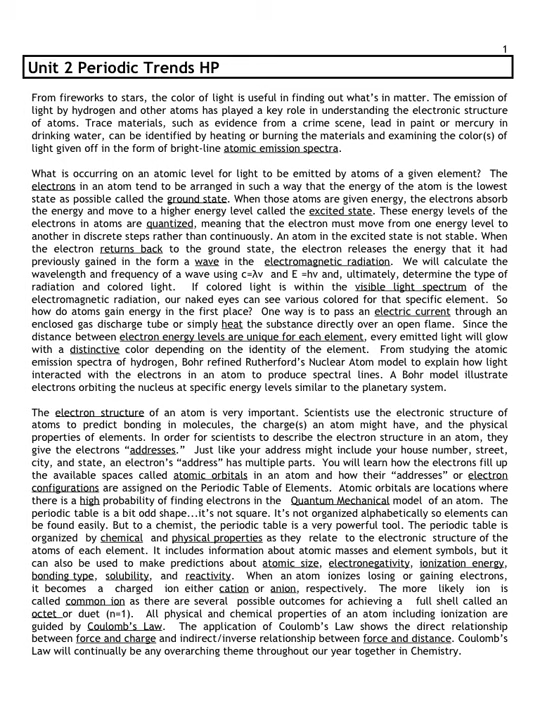 1
Unit 2 Periodic Trends HP
From fireworks to stars, the color of light is useful in finding out what's in matter. The emission of
light by hydrogen and other atoms has played a key role in understanding the electronic structure
of atoms. Trace materials, such as evidence from a crime scene, lead in paint or mercury in
drinking water, can be identified by heating or burning the materials and examining the color(s) of
light given off in the form of bright-line atomic emission spectra.
What is occurring on an atomic level for light to be emitted by atoms of a given element? The
electrons in an atom tend to be arranged in such a way that the energy of the atom is the lowest
state as possible called the ground state. When those atoms are given energy, the electrons absorb
the energy and move to a higher energy level called the excited state. These energy levels of the
electrons in atoms are quantized, meaning that the electron must move from one energy level to
another in discrete steps rather than continuously. An atom in the excited state is not stable. When
the electron returns back to the ground state, the electron releases the energy that it had
previously gained in the form a wave in the electromagnetic radiation. We will calculate the
wavelength and frequency of a wave using c=λv and E =hv and, ultimately, determine the type of
radiation and colored light. If colored light is within the visible light spectrum of the
electromagnetic radiation, our naked eyes can see various colored for that specific element. So
how do atoms gain energy in the first place? One way is to pass an electric current through an
enclosed gas discharge tube or simply heat the substance directly over an open flame. Since the
distance between electron energy levels are unique for each element, every emitted light will glow
with a distinctive color depending on the identity of the element. From studying the atomic
emission spectra of hydrogen, Bohr refined Rutherford's Nuclear Atom model to explain how light
interacted with the electrons in an atom to produce spectral lines. A Bohr model illustrate
electrons orbiting the nucleus at specific energy levels similar to the planetary system.
The electron structure of an atom is very important. Scientists use the electronic structure of
atoms to predict bonding in molecules, the charge(s) an atom might have, and the physical
properties of elements. In order for scientists to describe the electron structure in an atom, they
give the electrons "addresses." Just like your address might include your house number, street,
city, and state, an electron's "address" has multiple parts. You will learn how the electrons fill up
the available spaces called atomic orbitals in an atom and how their "addresses" or electron
configurations are assigned on the Periodic Table of Elements. Atomic orbitals are locations where
there is a high probability of finding electrons in the Quantum Mechanical model of an atom. The
periodic table is a bit odd shape...it's not square. It's not organized alphabetically so elements can
be found easily. But to a chemist, the periodic table is a very powerful tool. The periodic table is
organized by chemical and physical properties as they relate to the electronic structure of the
atoms of each element. It includes information about atomic masses and element symbols, but it
can also be used to make predictions about atomic size, electronegativity, ionization energy,
bonding type, solubility, and reactivity. When an atom ionizes losing or gaining electrons,
it becomes a charged ion either cation or anion, respectively. The more likely ion is
called common ion as there are several possible outcomes for achieving a full shell called an
octet or duet (n=1). All physical and chemical properties of an atom including ionization are
guided by Coulomb's Law. The application of Coulomb's Law shows the direct relationship
between force and charge and indirect/inverse relationship between force and distance. Coulomb's
Law will continually be any overarching theme throughout our year together in Chemistry.